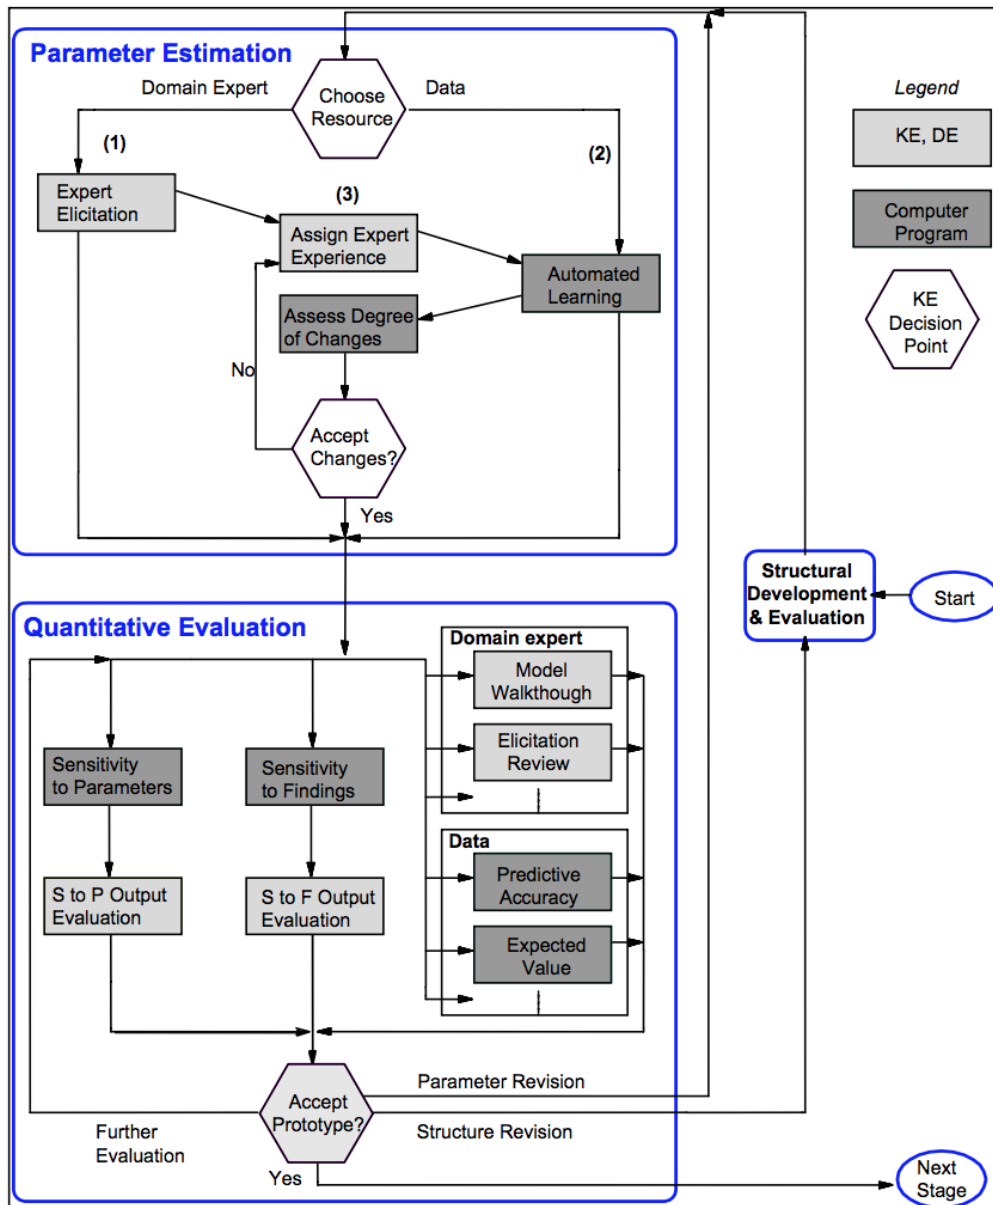 Parameter Estimation
Domain Expert
Data
Choose
Resource
(1)
(2)
(3)
Expert
Elicitation
Assign Expert
Experience
Automated
Learning
Assess Degree
of Changes
No
Accept
Changes?
Yes
Legend
KE, DE
Computer
Program
KE
Decision
Point
Structural
Development
& Evaluation
Start
Quantitative Evaluation
Domain expert
Model
Walkthough
Elicitation
Review
Sensitivity
to Parameters
Sensitivity
to Findings
Data
Predictive
Accuracy
S to P Output
Evaluation
S to F Output
Evaluation
Expected
Value
Accept
Prototype?
Parameter Revision
Structure Revision
Further
Evaluation
Yes
Next
Stage